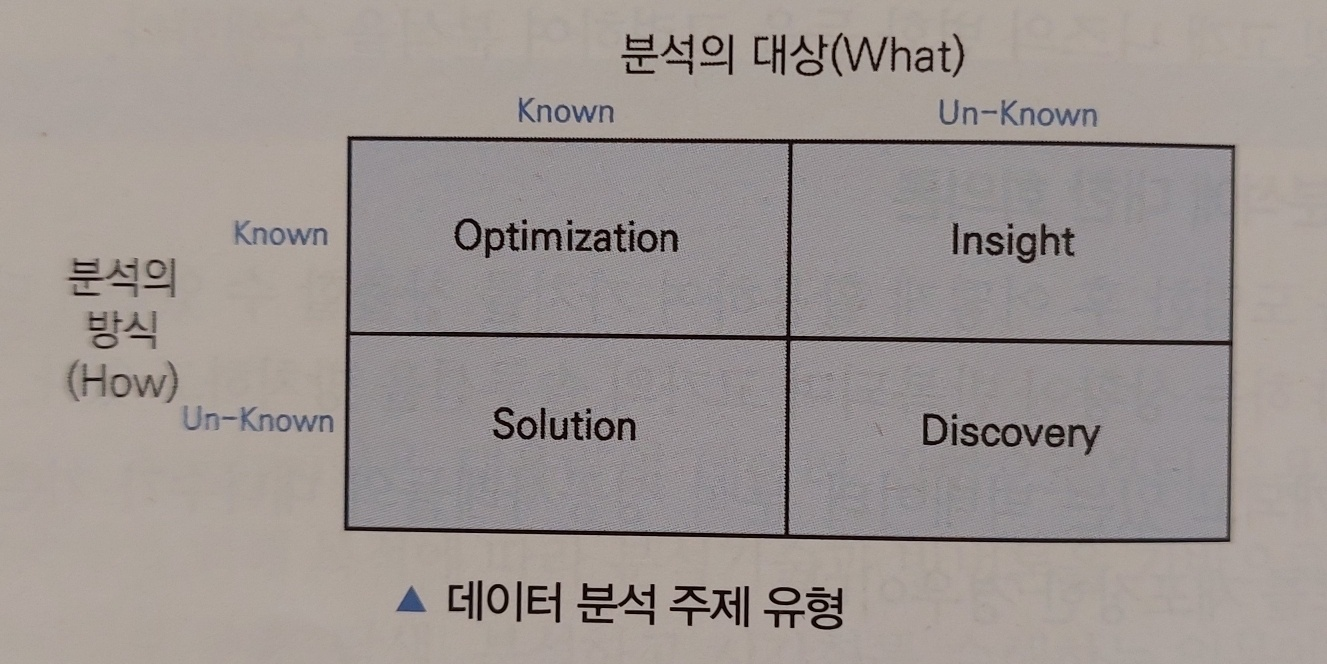 분석의 대상(What)
Known Un-Known
Known Optimization Insight
분석의
방식
(How)
Un-Known Solution Discovery
▲ 데이터 분석 주제 유형